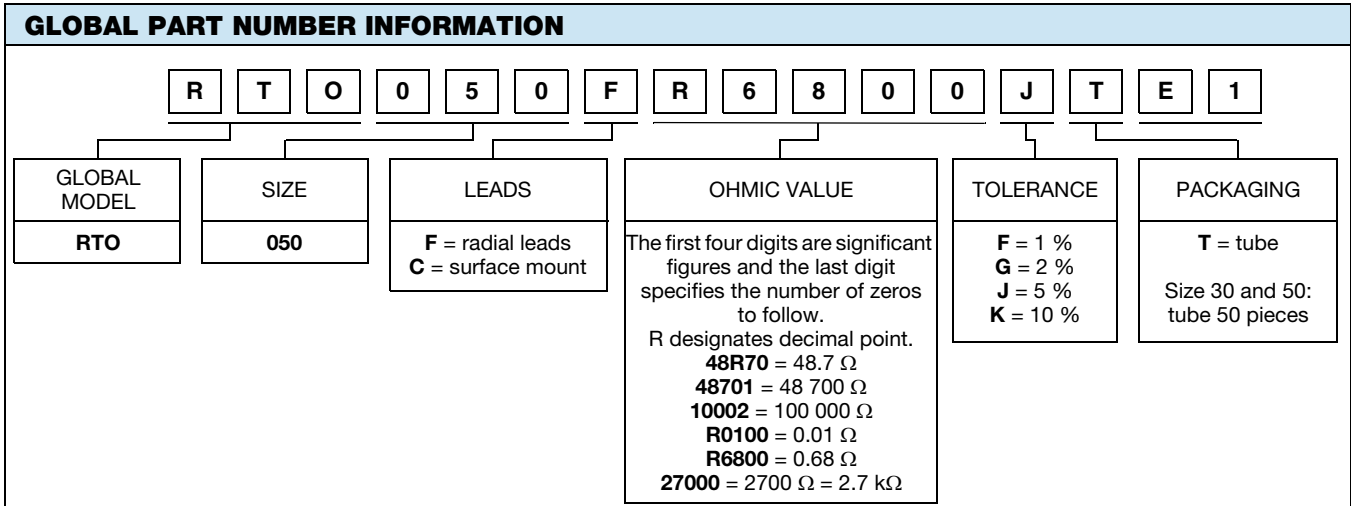 GLOBAL PART NUMBER INFORMATION
R T O 0 5 0 F R 6 8 0 0 J T E 1
GLOBAL
MODEL
RTO
SIZE
050
LEADS
F = radial leads
C = surface mount
OHMIC VALUE
The first four digits are significant
figures and the last digit
specifies the number of zeros
to follow.
R designates decimal point.
48R70 = 48.7 Ω
48701 = 48 700 Ω
10002 = 100 000 Ω
R0100 = 0.01 Ω
R6800 = 0.68 Ω
27000 = 2700 Ω = 2.7 kΩ
TOLERANCE
F = 1 %
G = 2 %
J = 5 %
K = 10 %
PACKAGING
T = tube
Size 30 and 50:
tube 50 pieces